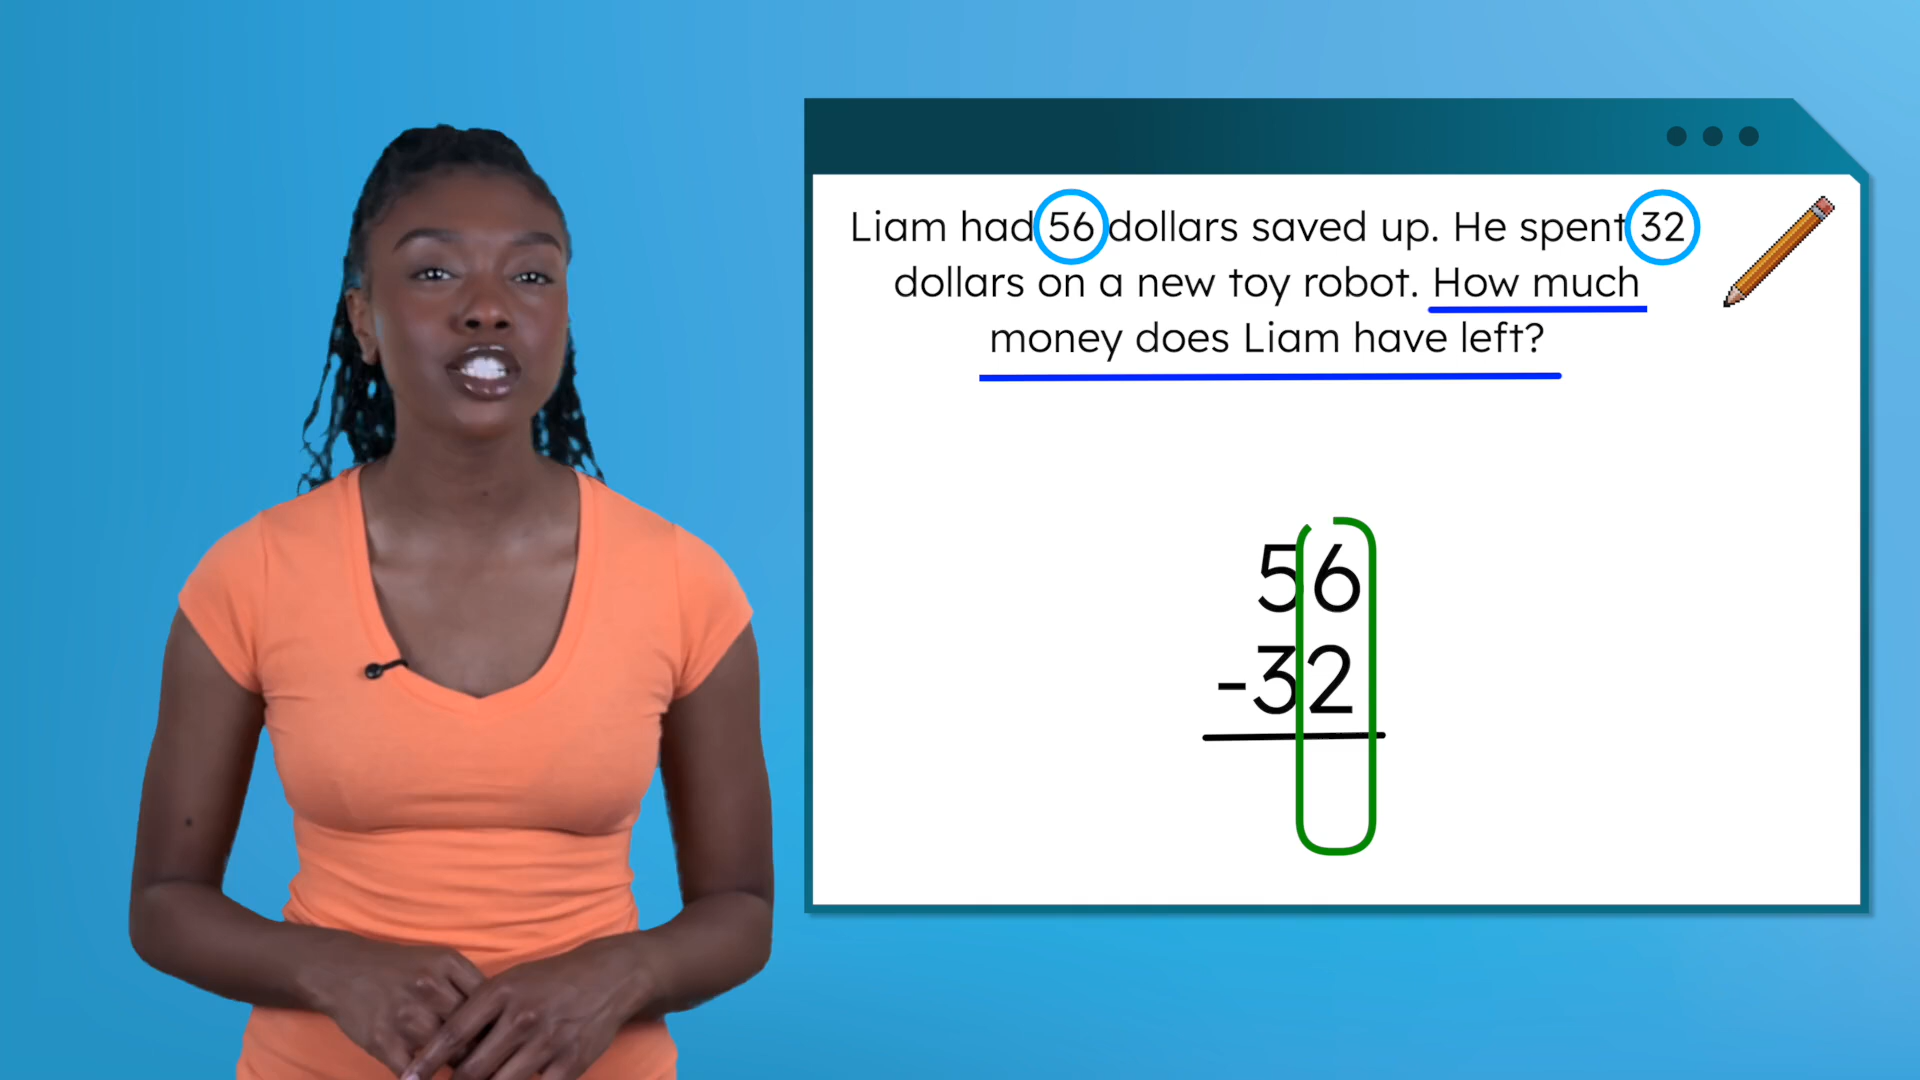 Liam had 56 dollars saved up. He spent 32
dollars on a new toy robot. How much
money does Liam have left?
56
-32